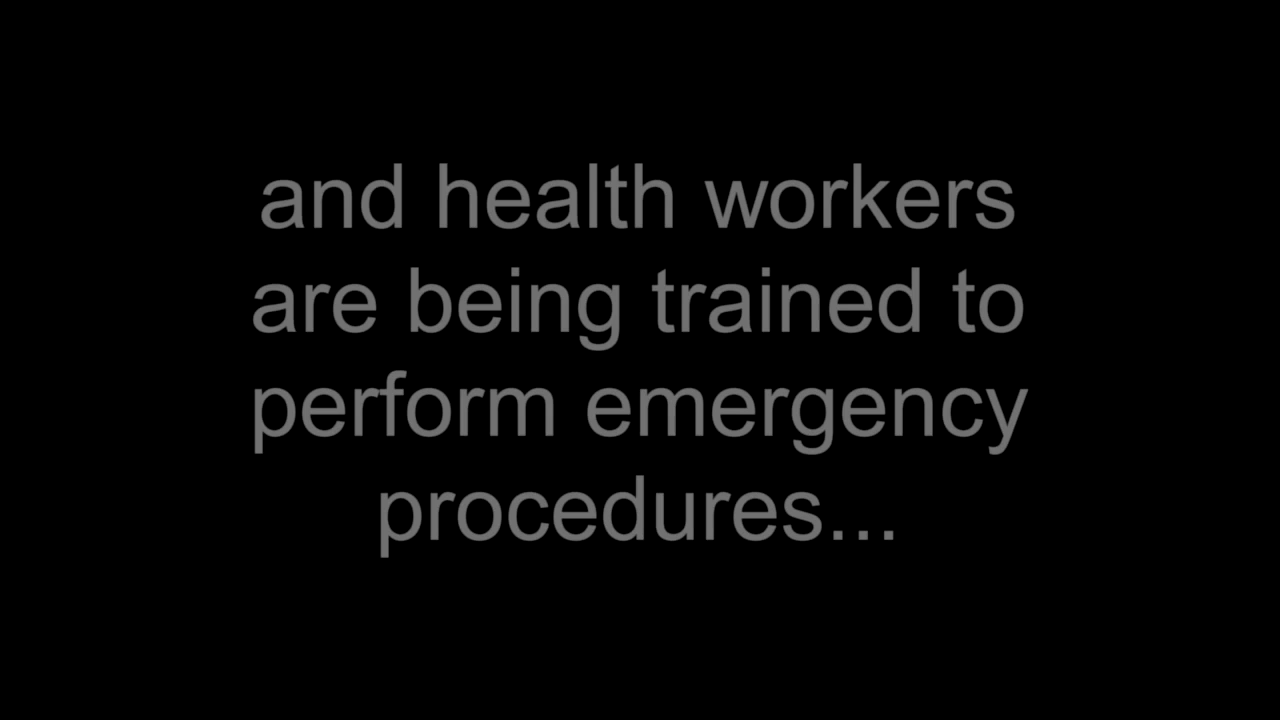 and health workers
are being trained to
perform emergency
procedures...